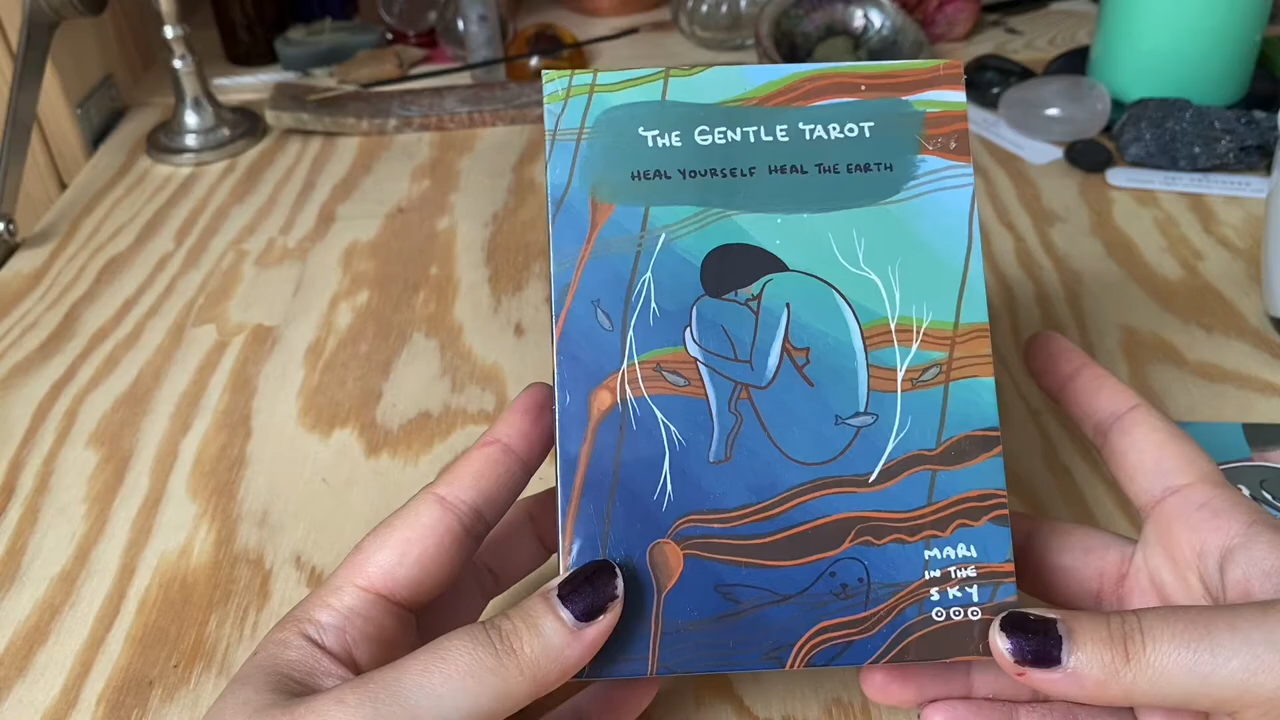 THE GENTLE TAROT
HEAL YOURSELF HEAL THE EARTH
MARI
IN THE
SKY